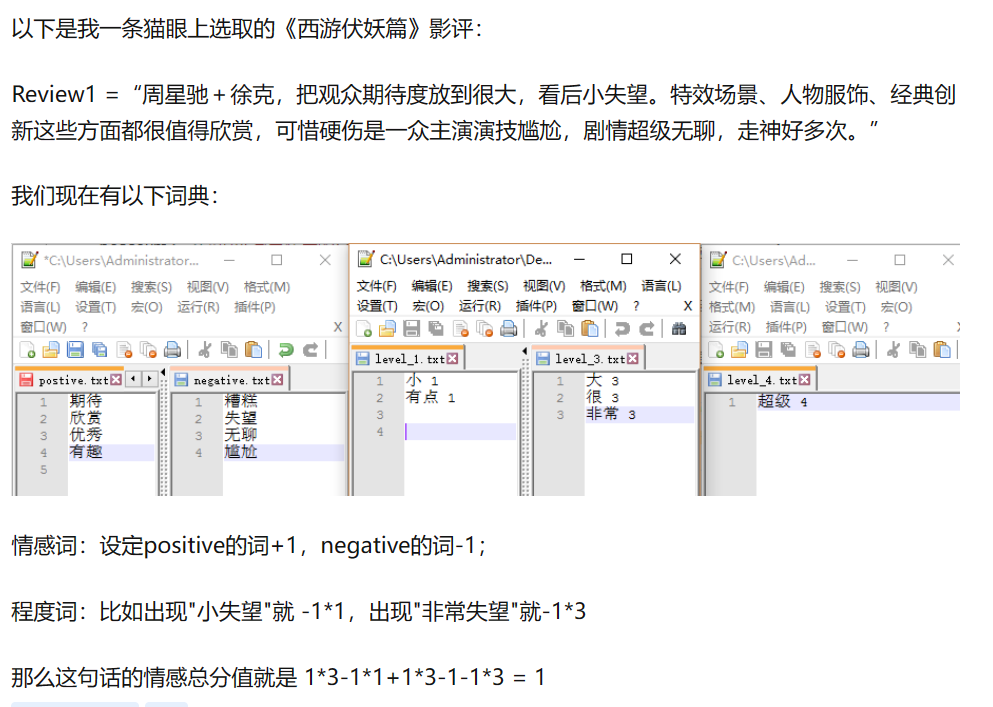 以下是我一条猫眼上选取的《西游伏妖篇》影评：
Review1 = “周星驰＋徐克，把观众期待度放到很大，看后小失望。特效场景、人物服饰、经典创
新这些方面都很值得欣赏，可惜硬伤是一众主演演技尴尬，剧情超级无聊，走神好多次。”
我们现在有以下词典：
*C:\Users\Administrator...
文件(F) 编辑(E) 搜索(S) 视图(V) 格式(M)
语言(L) 设置(T) 宏(O) 运行(R) 插件(P)
窗口(W) ? X
postive.txt negative.txt
1 期待
2 欣赏
3 优秀
4 有趣
5
1 糟糕
2 失望
3 无聊
4 尴尬
C:\Users\Administrator\De...
文件(F) 编辑(E) 搜索(S) 视图(V) 格式(M) 语言(L)
设置(T) 宏(O) 运行(R) 插件(P) 窗口(W) ? X
level_1.txt level_3.txt
1 小 1
2 有点 1
3
4
1 大 3
2 很 3
3 非常 3
C:\Users\Ad...
文件(F) 编辑(E) 搜索(S) 视图(V)
格式(M) 语言(L) 设置(T) 宏(O)
运行(R) 插件(P) 窗口(W) ?
level_4.txt
1 超级 4
情感词：设定positive的词+1，negative的词-1；
程度词：比如出现"小失望"就 -1*1，出现"非常失望"就-1*3
那么这句话的情感总分值就是 1*3-1*1+1*3-1-1*3 = 1